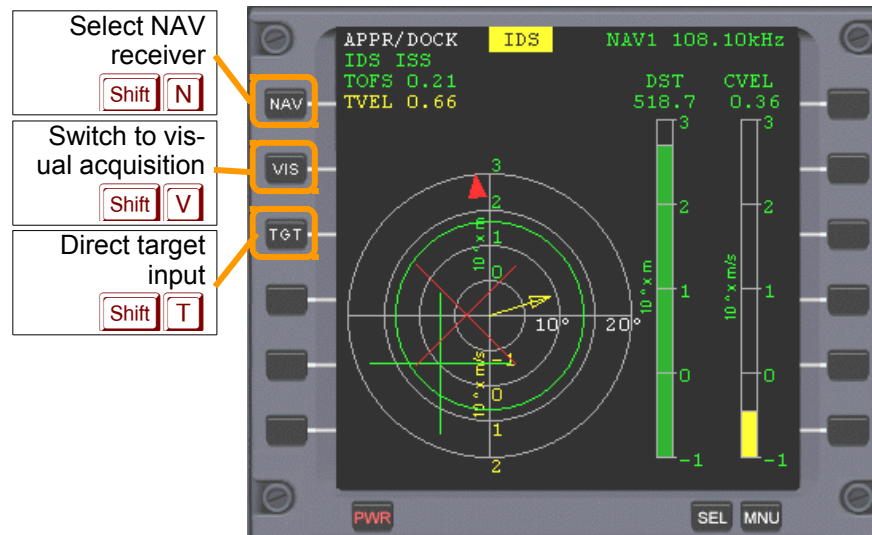 Select NAV
receiver
Shift N
Switch to vis-
ual acquisition
Shift V
Direct target
input
Shift T
NAV
VIS
TGT
APPR/DOCK IDS NAV1 108.10kHz
IDS ISS
TOFS 0.21
TVEL 0.66
DST CVEL
518.7 0.36
3
2
1
0
10^x m
10° 20°
-1
0
1
2
10^x m/s
3
2
1
0
-1
10^x m
3
2
1
0
-1
10^x m/s
PWR SEL MNU